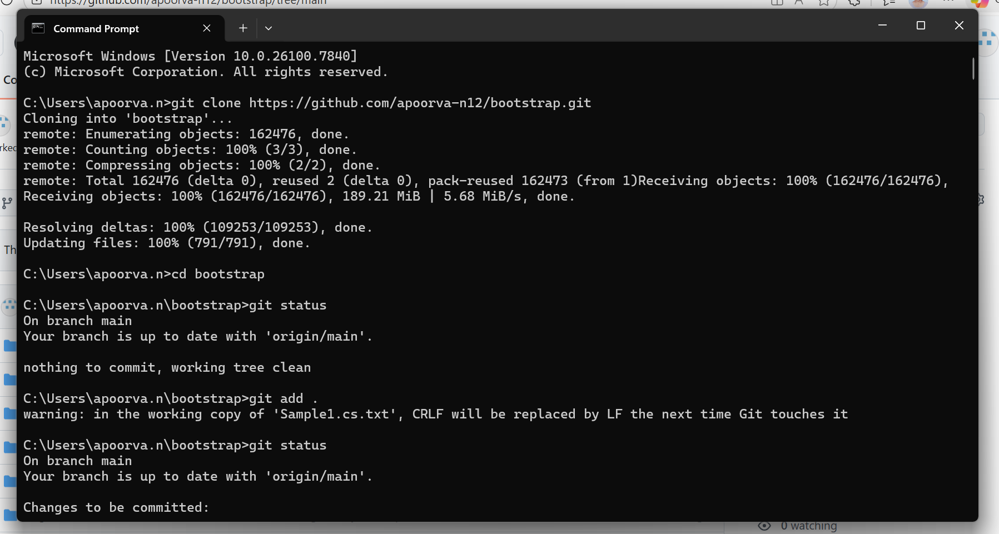 https://github.com/apoorva-n12/bootstrap/tree/main
Command Prompt
Microsoft Windows [Version 10.0.26100.7840]
(c) Microsoft Corporation. All rights reserved.
C:\Users\apoorva.n>git clone https://github.com/apoorva-n12/bootstrap.git
Cloning into 'bootstrap'...
remote: Enumerating objects: 162476, done.
remote: Counting objects: 100% (3/3), done.
remote: Compressing objects: 100% (2/2), done.
remote: Total 162476 (delta 0), reused 2 (delta 0), pack-reused 162473 (from 1)Receiving objects: 100% (162476/162476),
Receiving objects: 100% (162476/162476), 189.21 MiB | 5.68 MiB/s, done.
Resolving deltas: 100% (109253/109253), done.
Updating files: 100% (791/791), done.
C:\Users\apoorva.n>cd bootstrap
C:\Users\apoorva.n\bootstrap>git status
On branch main
Your branch is up to date with 'origin/main'.
nothing to commit, working tree clean
C:\Users\apoorva.n\bootstrap>git add .
warning: in the working copy of 'Sample1.cs.txt', CRLF will be replaced by LF the next time Git touches it
C:\Users\apoorva.n\bootstrap>git status
On branch main
Your branch is up to date with 'origin/main'.
Changes to be committed:
Co
rked
Th
0 watching